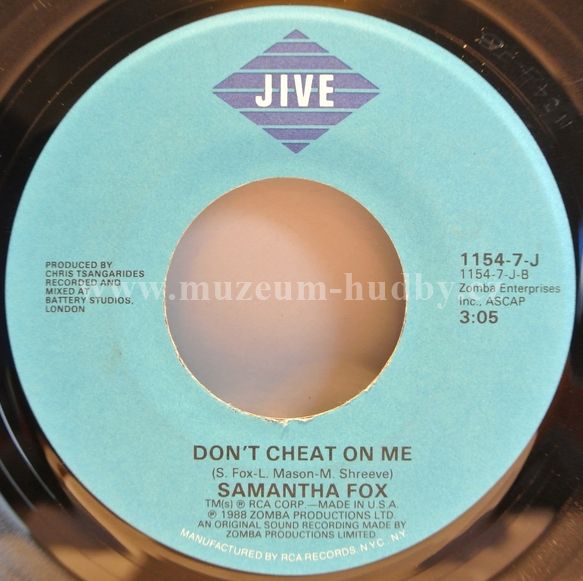 JIVE
PRODUCED BY
CHRIS TSANGARIDES
RECORDED AND
MIXED AT
BATTERY STUDIOS,
LONDON
1154-7-J
1154-7-J-B
Zomba Enterprises
Inc., ASCAP
3:05
www.muzeum-hudby.cz
DON'T CHEAT ON ME
(S. Fox-L. Mason-M. Shreeve)
SAMANTHA FOX
TM(s) ® RCA CORP.—MADE IN U.S.A.
℗ 1988 ZOMBA PRODUCTIONS LTD.
AN ORIGINAL SOUND RECORDING MADE BY
ZOMBA PRODUCTIONS LIMITED
MANUFACTURED BY RCA RECORDS, NYC, NY